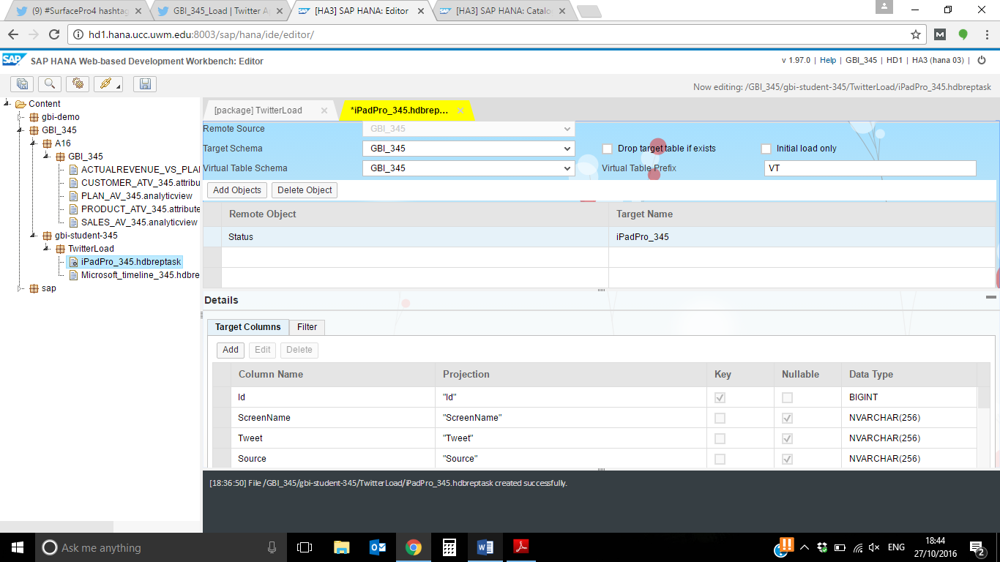 (9) #SurfacePro4 hashtag
GBI_345_Load | Twitter A
[HA3] SAP HANA: Editor
[HA3] SAP HANA: Catalo
hd1.hana.ucc.uwm.edu:8003/sap/hana/ide/editor/
SAP SAP HANA Web-based Development Workbench: Editor
v 1.97.0 | Help | GBI_345 | HD1 | HA3 (hana 03) |
Now editing: /GBI_345/gbi-student-345/TwitterLoad/iPadPro_345.hdbreptask
Content
gbi-demo
GBI_345
A16
GBI_345
ACTUALREVENUE_VS_PLA
CUSTOMER_ATV_345.attribu
PLAN_AV_345.analyticview
PRODUCT_ATV_345.attribute
SALES_AV_345.analyticview
gbi-student-345
TwitterLoad
iPadPro_345.hdbreptask
Microsoft_timeline_345.hdbre
sap
[package] TwitterLoad
*iPadPro_345.hdbrep...
Remote Source GBI_345
Target Schema GBI_345 Drop target table if exists Initial load only
Virtual Table Schema GBI_345 Virtual Table Prefix VT
Add Objects Delete Object
Remote Object Target Name
Status iPadPro_345
Details
Target Columns Filter
Add Edit Delete
Column Name Projection Key Nullable Data Type
Id "Id" BIGINT
ScreenName "ScreenName" NVARCHAR(256)
Tweet "Tweet" NVARCHAR(256)
Source "Source" NVARCHAR(256)
[18:36:50] File /GBI_345/gbi-student-345/TwitterLoad/iPadPro_345.hdbreptask created successfully.
Ask me anything
11
ENG
18:44
27/10/2016
2